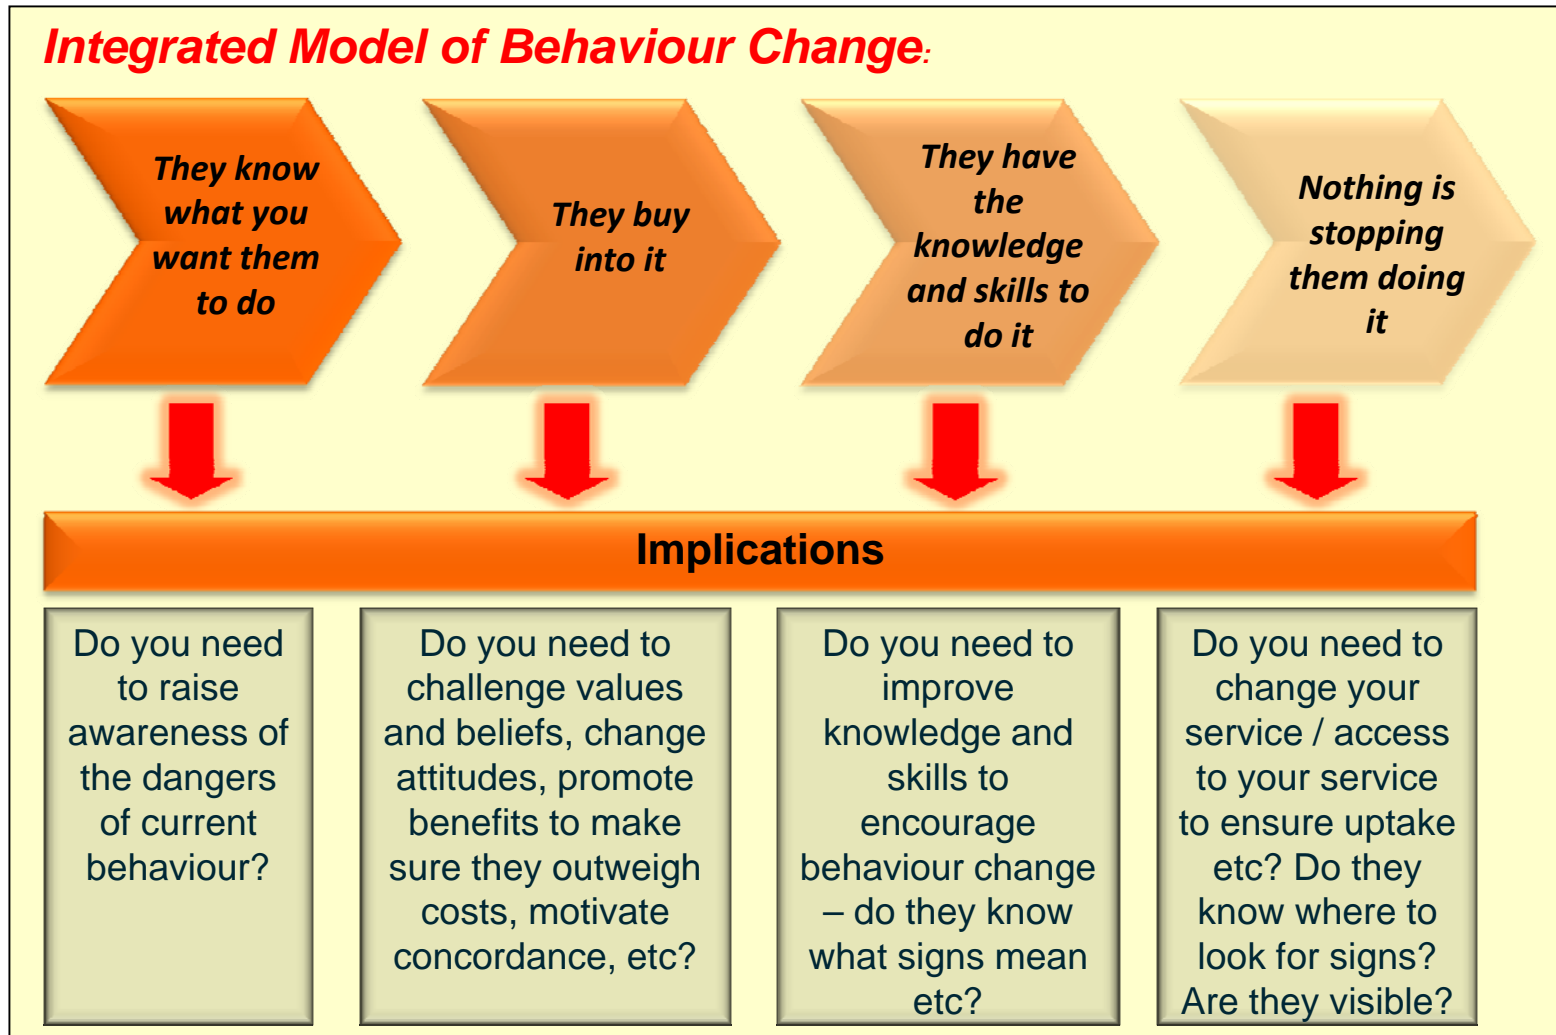 Integrated Model of Behaviour Change:
They know
what you
want them
to do
They buy
into it
They have
the
knowledge
and skills to
do it
Nothing is
stopping
them doing
it
Implications
Do you need
to raise
awareness of
the dangers
of current
behaviour?
Do you need to
challenge values
and beliefs, change
attitudes, promote
benefits to make
sure they outweigh
costs, motivate
concordance, etc?
Do you need to
improve
knowledge and
skills to
encourage
behaviour change
– do they know
what signs mean
etc?
Do you need to
change your
service / access
to your service
to ensure uptake
etc? Do they
know where to
look for signs?
Are they visible?